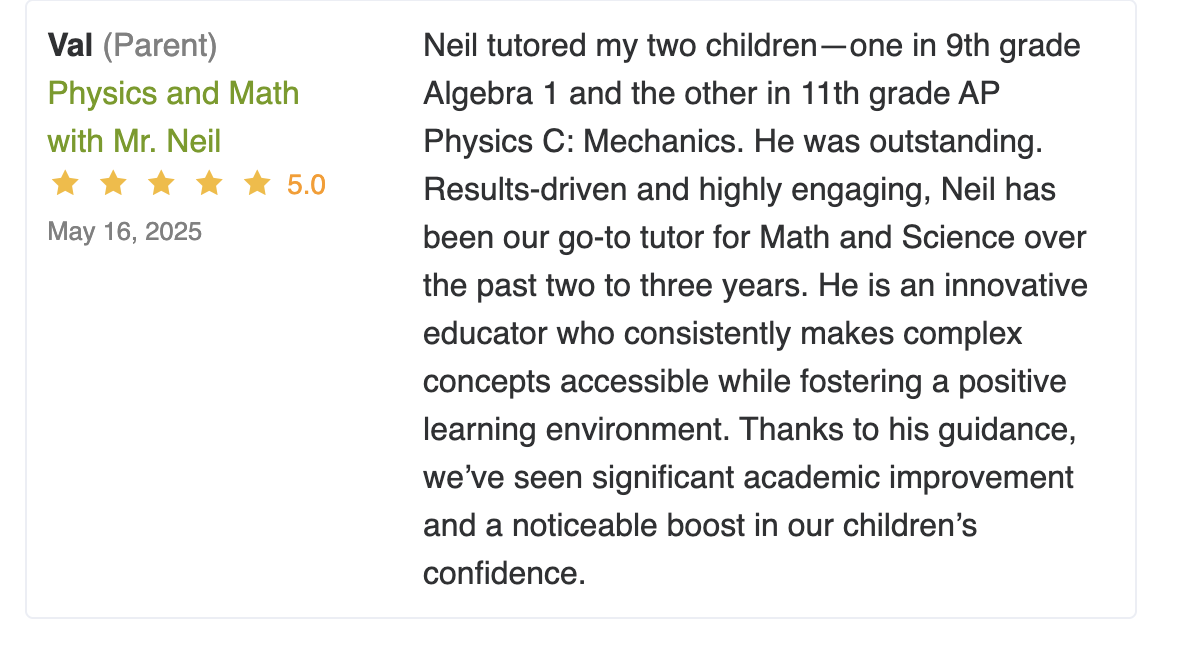 Val (Parent)
Physics and Math
with Mr. Neil
5.0
May 16, 2025
Neil tutored my two children—one in 9th grade
Algebra 1 and the other in 11th grade AP
Physics C: Mechanics. He was outstanding.
Results-driven and highly engaging, Neil has
been our go-to tutor for Math and Science over
the past two to three years. He is an innovative
educator who consistently makes complex
concepts accessible while fostering a positive
learning environment. Thanks to his guidance,
we’ve seen significant academic improvement
and a noticeable boost in our children’s
confidence.